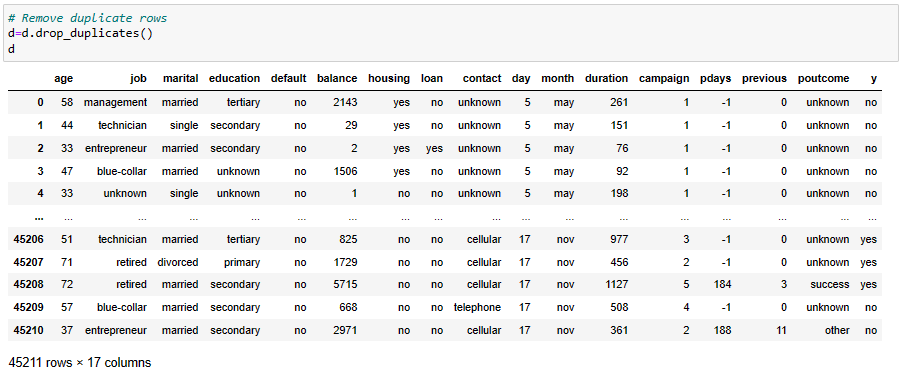 # Remove duplicate rows
d=d.drop_duplicates()
d
age job marital education default balance housing loan contact day month duration campaign pdays previous poutcome y
0 58 management married tertiary no 2143 yes no unknown 5 may 261 1 -1 0 unknown no
1 44 technician single secondary no 29 yes no unknown 5 may 151 1 -1 0 unknown no
2 33 entrepreneur married secondary no 2 yes yes unknown 5 may 76 1 -1 0 unknown no
3 47 blue-collar married unknown no 1506 yes no unknown 5 may 92 1 -1 0 unknown no
4 33 unknown single unknown no 1 no no unknown 5 may 198 1 -1 0 unknown no
... ... ... ... ... ... ... ... ... ... ... ... ... ... ... ... ... ...
45206 51 technician married tertiary no 825 no no cellular 17 nov 977 3 -1 0 unknown yes
45207 71 retired divorced primary no 1729 no no cellular 17 nov 456 2 -1 0 unknown yes
45208 72 retired married secondary no 5715 no no cellular 17 nov 1127 5 184 3 success yes
45209 57 blue-collar married secondary no 668 no no telephone 17 nov 508 4 -1 0 unknown no
45210 37 entrepreneur married secondary no 2971 no no cellular 17 nov 361 2 188 11 other no
45211 rows × 17 columns